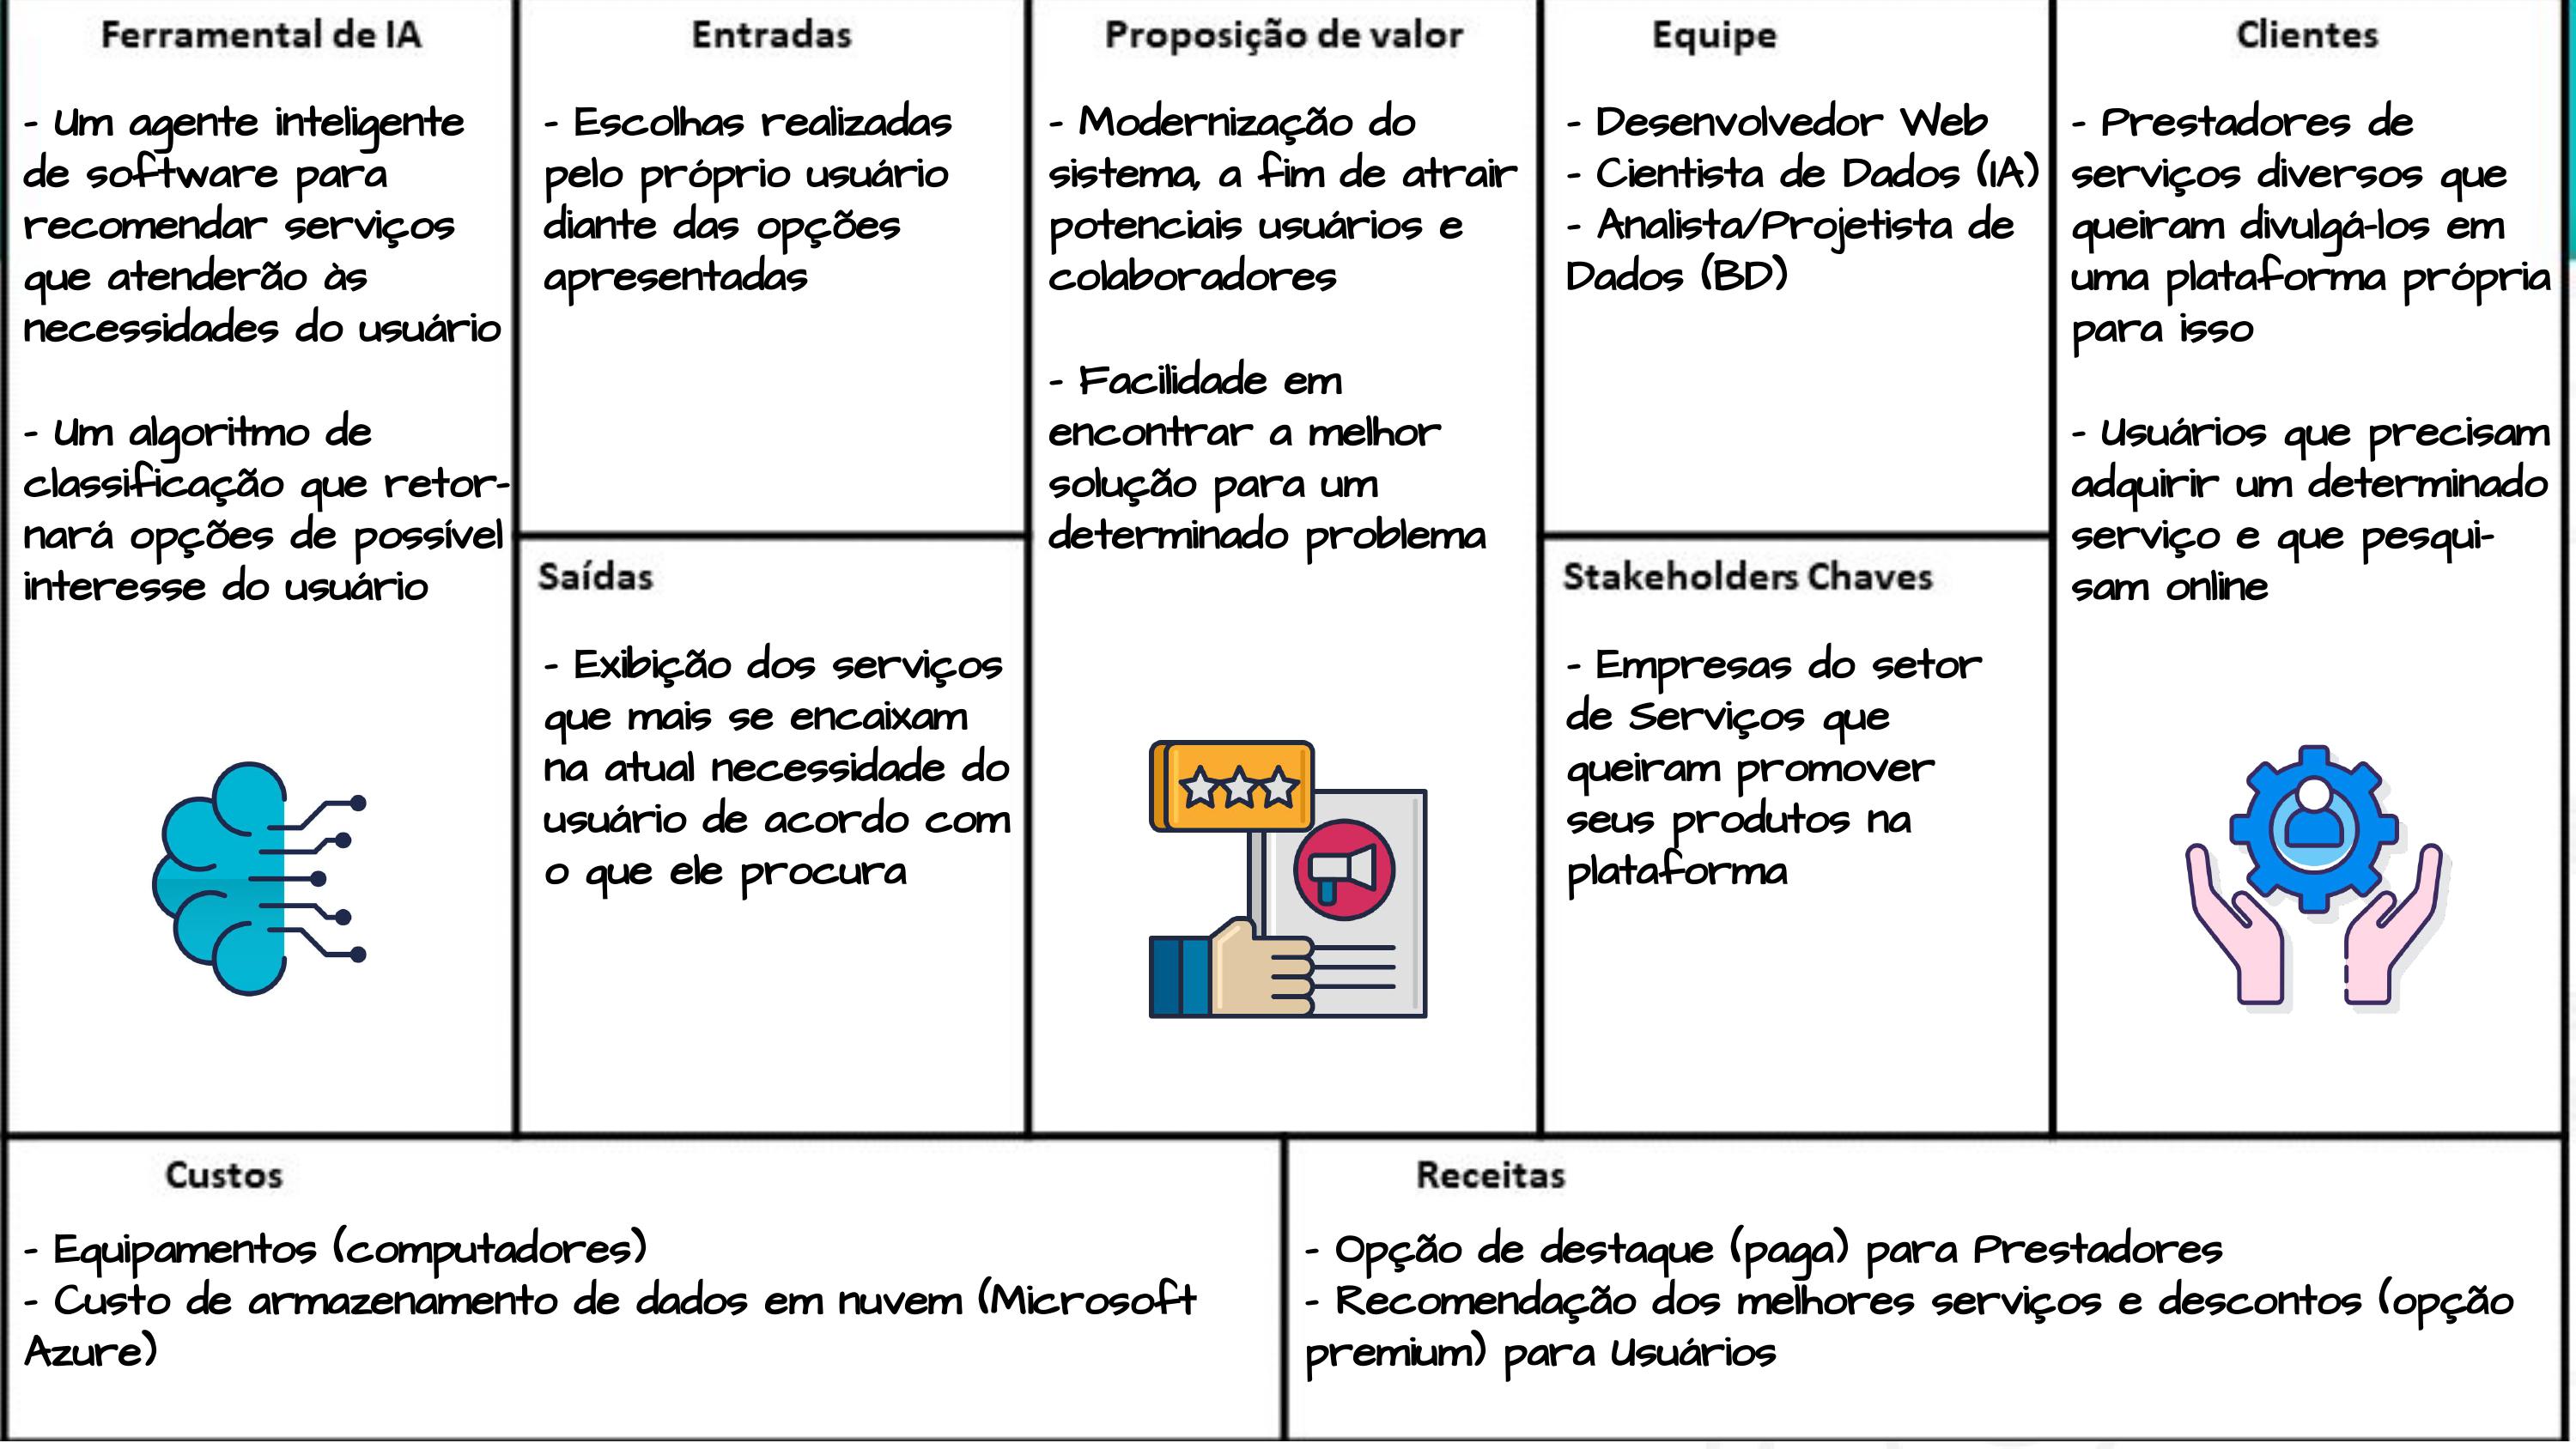 Ferramental de IA
- Um agente inteligente
de software para
recomendar serviços
que atenderão às
necessidades do usuário
- Um algoritmo de
classificação que retor-
nará opções de possível
interesse do usuário
Entradas
- Escolhas realizadas
pelo próprio usuário
diante das opções
apresentadas
Saídas
- Exibição dos serviços
que mais se encaixam
na atual necessidade do
usuário de acordo com
o que ele procura
Proposição de valor
- Modernização do
sistema, a fim de atrair
potenciais usuários e
colaboradores
- Facilidade em
encontrar a melhor
solução para um
determinado problema
Equipe
- Desenvolvedor Web
- Cientista de Dados (IA)
- Analista/Projetista de
Dados (BD)
Stakeholders Chaves
- Empresas do setor
de Serviços que
queiram promover
seus produtos na
plataforma
Clientes
- Prestadores de
serviços diversos que
queiram divulgá-los em
uma plataforma própria
para isso
- Usuários que precisam
adquirir um determinado
serviço e que pesqui-
sam online
Custos
- Equipamentos (computadores)
- Custo de armazenamento de dados em nuvem (Microsoft
Azure)
Receitas
- Opção de destaque (paga) para Prestadores
- Recomendação dos melhores serviços e descontos (opção
premium) para Usuários